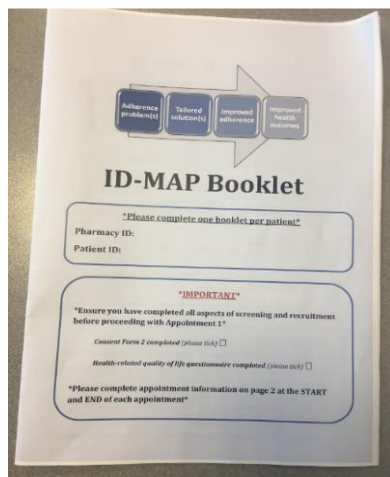 Adherence problem(s)
Tailored solution(s)
Improved adherence
Improved health outcomes
ID-MAP Booklet
*Please complete one booklet per patient*
Pharmacy ID:
Patient ID:
*IMPORTANT*
*Ensure you have completed all aspects of screening and recruitment
before proceeding with Appointment 1*
Consent Form 2 completed (please tick)
Health-related quality of life questionnaire completed (please tick)
*Please complete appointment information on page 2 at the START
and END of each appointment*